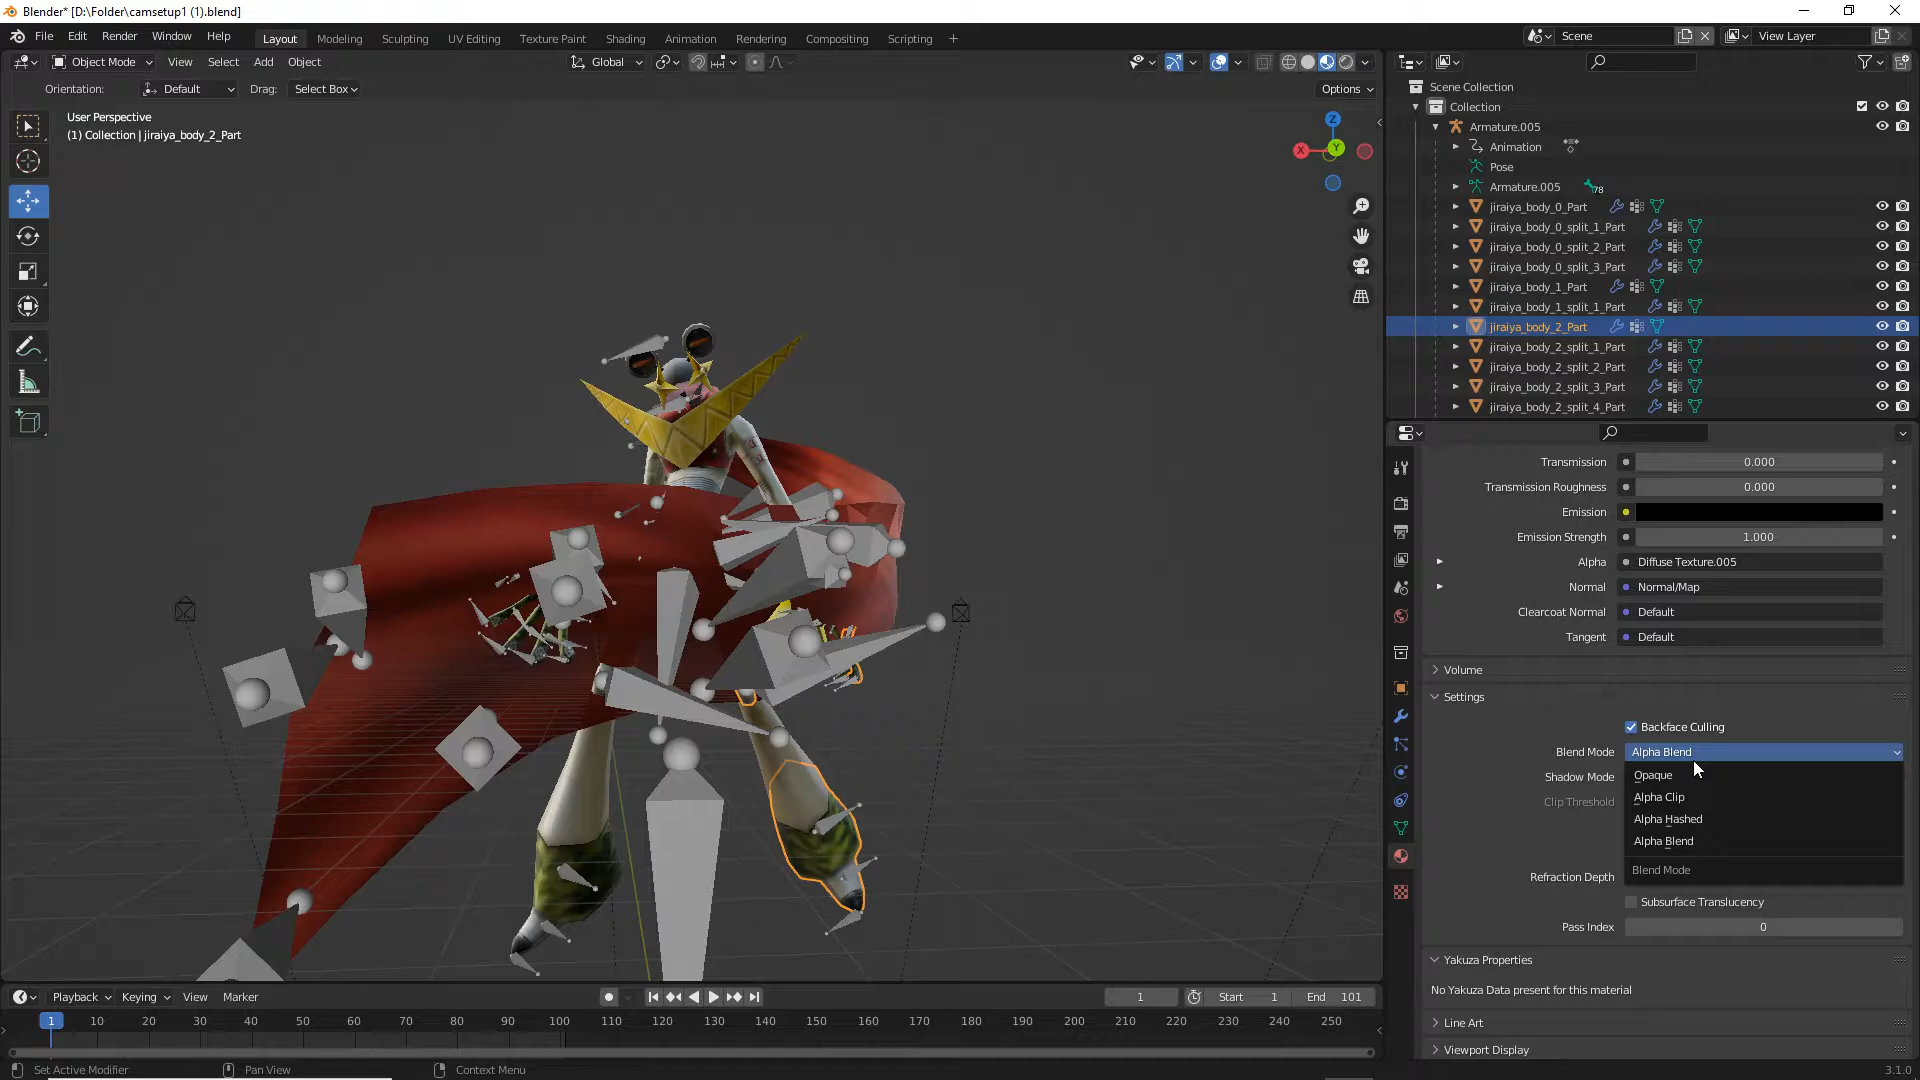 Blender* [D:\Folder\camsetup1 (1).blend]
File Edit Render Window Help
Layout Modeling Sculpting UV Editing Texture Paint Shading Animation Rendering Compositing Scripting
Scene
View Layer
Object Mode View Select Add Object
Global
Orientation: Default Drag: Select Box
Options
User Perspective
(1) Collection | jiraiya_body_2_Part
Z
X
Y
Scene Collection
Collection
Armature.005
Animation
Pose
Armature.005 78
jiraiya_body_0_Part
jiraiya_body_0_split_1_Part
jiraiya_body_0_split_2_Part
jiraiya_body_0_split_3_Part
jiraiya_body_1_Part
jiraiya_body_1_split_1_Part
jiraiya_body_2_Part
jiraiya_body_2_split_1_Part
jiraiya_body_2_split_2_Part
jiraiya_body_2_split_3_Part
jiraiya_body_2_split_4_Part
Transmission 0.000
Transmission Roughness 0.000
Emission
Emission Strength 1.000
Alpha Diffuse Texture.005
Normal Normal/Map
Clearcoat Normal Default
Tangent Default
Volume
Settings
Backface Culling
Blend Mode Alpha Blend
Shadow Mode
Clip Threshold
Opaque
Alpha Clip
Alpha Hashed
Alpha Blend
Blend Mode
Refraction Depth
Subsurface Translucency
Pass Index 0
Yakuza Properties
No Yakuza Data present for this material
Line Art
Viewport Display
Playback Keying View Marker
1 Start 1 End 101
1 10 20 30 40 50 60 70 80 90 100 110 120 130 140 150 160 170 180 190 200 210 220 230 240 250
Set Active Modifier Pan View Context Menu
3.1.0